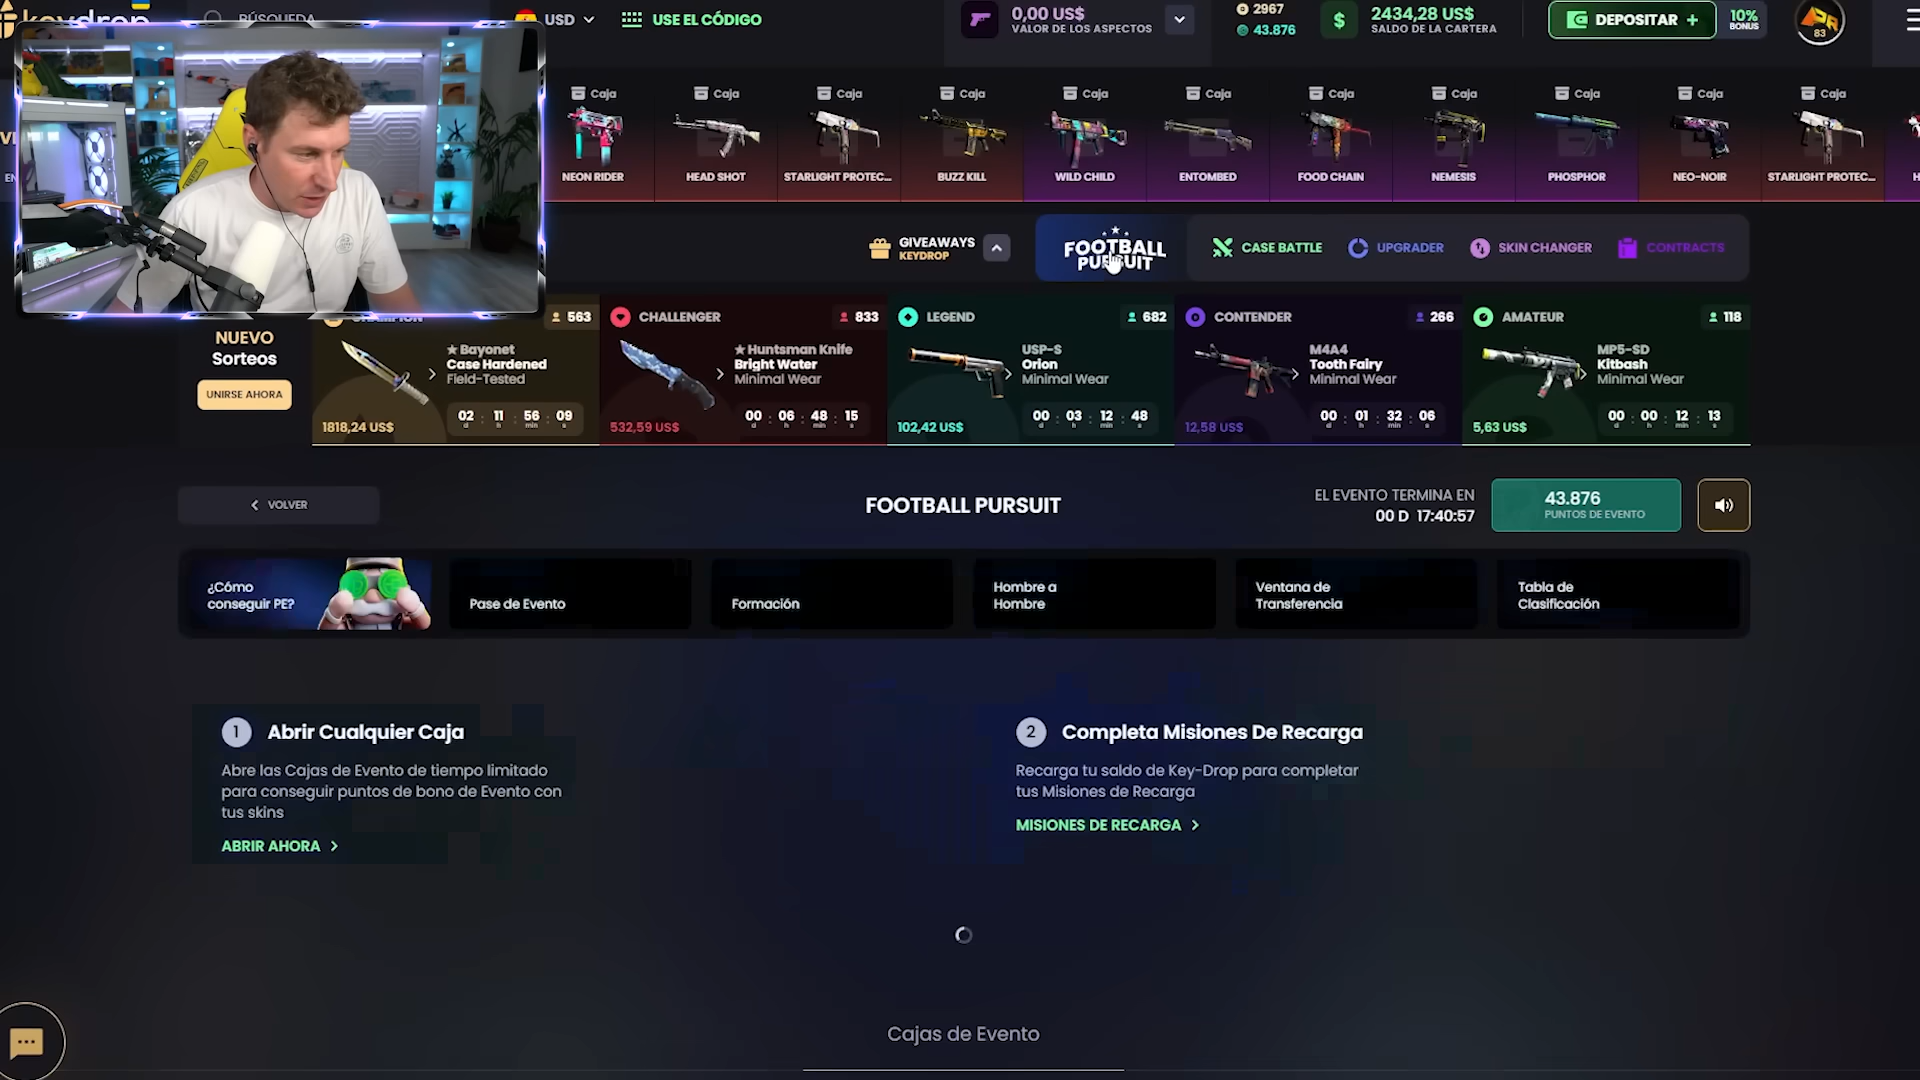 keydrop
BÚSQUEDA
USD
USE EL CÓDIGO
0,00 US$
VALOR DE LOS ASPECTOS
2967
43.876
2434,28 US$
SALDO DE LA CARTERA
DEPOSITAR +
10%
BONUS
83
Caja
NEON RIDER
Caja
HEAD SHOT
Caja
STARLIGHT PROTEC...
Caja
BUZZ KILL
Caja
WILD CHILD
Caja
ENTOMBED
Caja
FOOD CHAIN
Caja
NEMESIS
Caja
PHOSPHOR
Caja
NEO-NOIR
Caja
STARLIGHT PROTEC...
GIVEAWAYS
KEYDROP
FOOTBALL
PURSUIT
CASE BATTLE
UPGRADER
SKIN CHANGER
CONTRACTS
NUEVO
Sorteos
UNIRSE AHORA
563
★ Bayonet
Case Hardened
Field-Tested
1818,24 US$
02 : 11 : 56 : 09
d h min s
CHALLENGER
833
★ Huntsman Knife
Bright Water
Minimal Wear
532,59 US$
00 : 06 : 48 : 15
d h min s
LEGEND
682
USP-S
Orion
Minimal Wear
102,42 US$
00 : 03 : 12 : 48
d h min s
CONTENDER
266
M4A4
Tooth Fairy
Minimal Wear
12,58 US$
00 : 01 : 32 : 06
d h min s
AMATEUR
118
MP5-SD
Kitbash
Minimal Wear
5,63 US$
00 : 00 : 12 : 13
d h min s
VOLVER
FOOTBALL PURSUIT
EL EVENTO TERMINA EN
00 D 17:40:57
43.876
PUNTOS DE EVENTO
¿Cómo
conseguir PE?
Pase de Evento
Formación
Hombre a
Hombre
Ventana de
Transferencia
Tabla de
Clasificación
1 Abrir Cualquier Caja
Abre las Cajas de Evento de tiempo limitado
para conseguir puntos de bono de Evento con
tus skins
ABRIR AHORA
2 Completa Misiones De Recarga
Recarga tu saldo de Key-Drop para completar
tus Misiones de Recarga
MISIONES DE RECARGA
Cajas de Evento